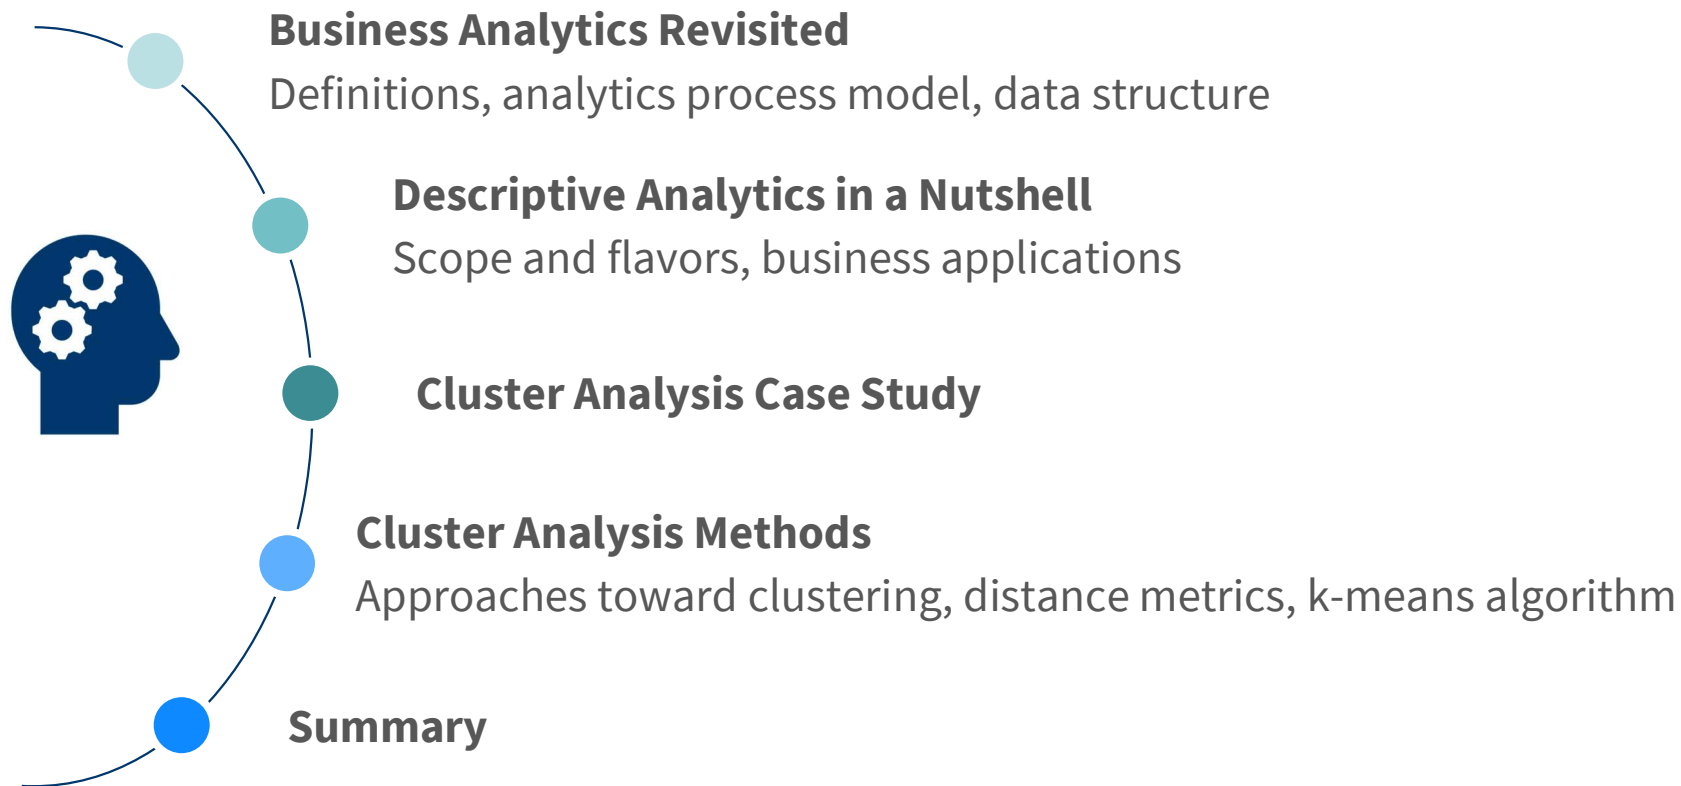 Business Analytics Revisited
Definitions, analytics process model, data structure
Descriptive Analytics in a Nutshell
Scope and flavors, business applications
Cluster Analysis Case Study
Cluster Analysis Methods
Approaches toward clustering, distance metrics, k-means algorithm
Summary